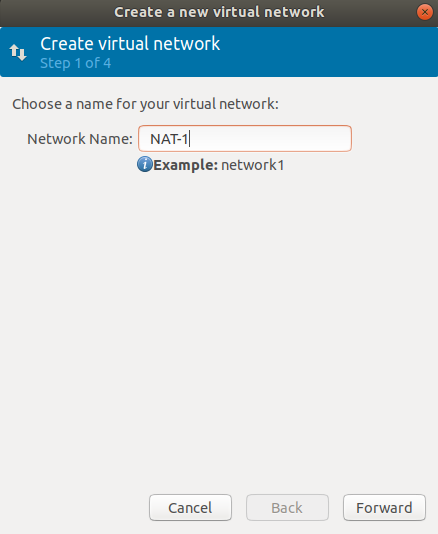 Create a new virtual network
Create virtual network
Step 1 of 4
Choose a name for your virtual network:
Network Name: NAT-1
Example: network1
Cancel Back Forward